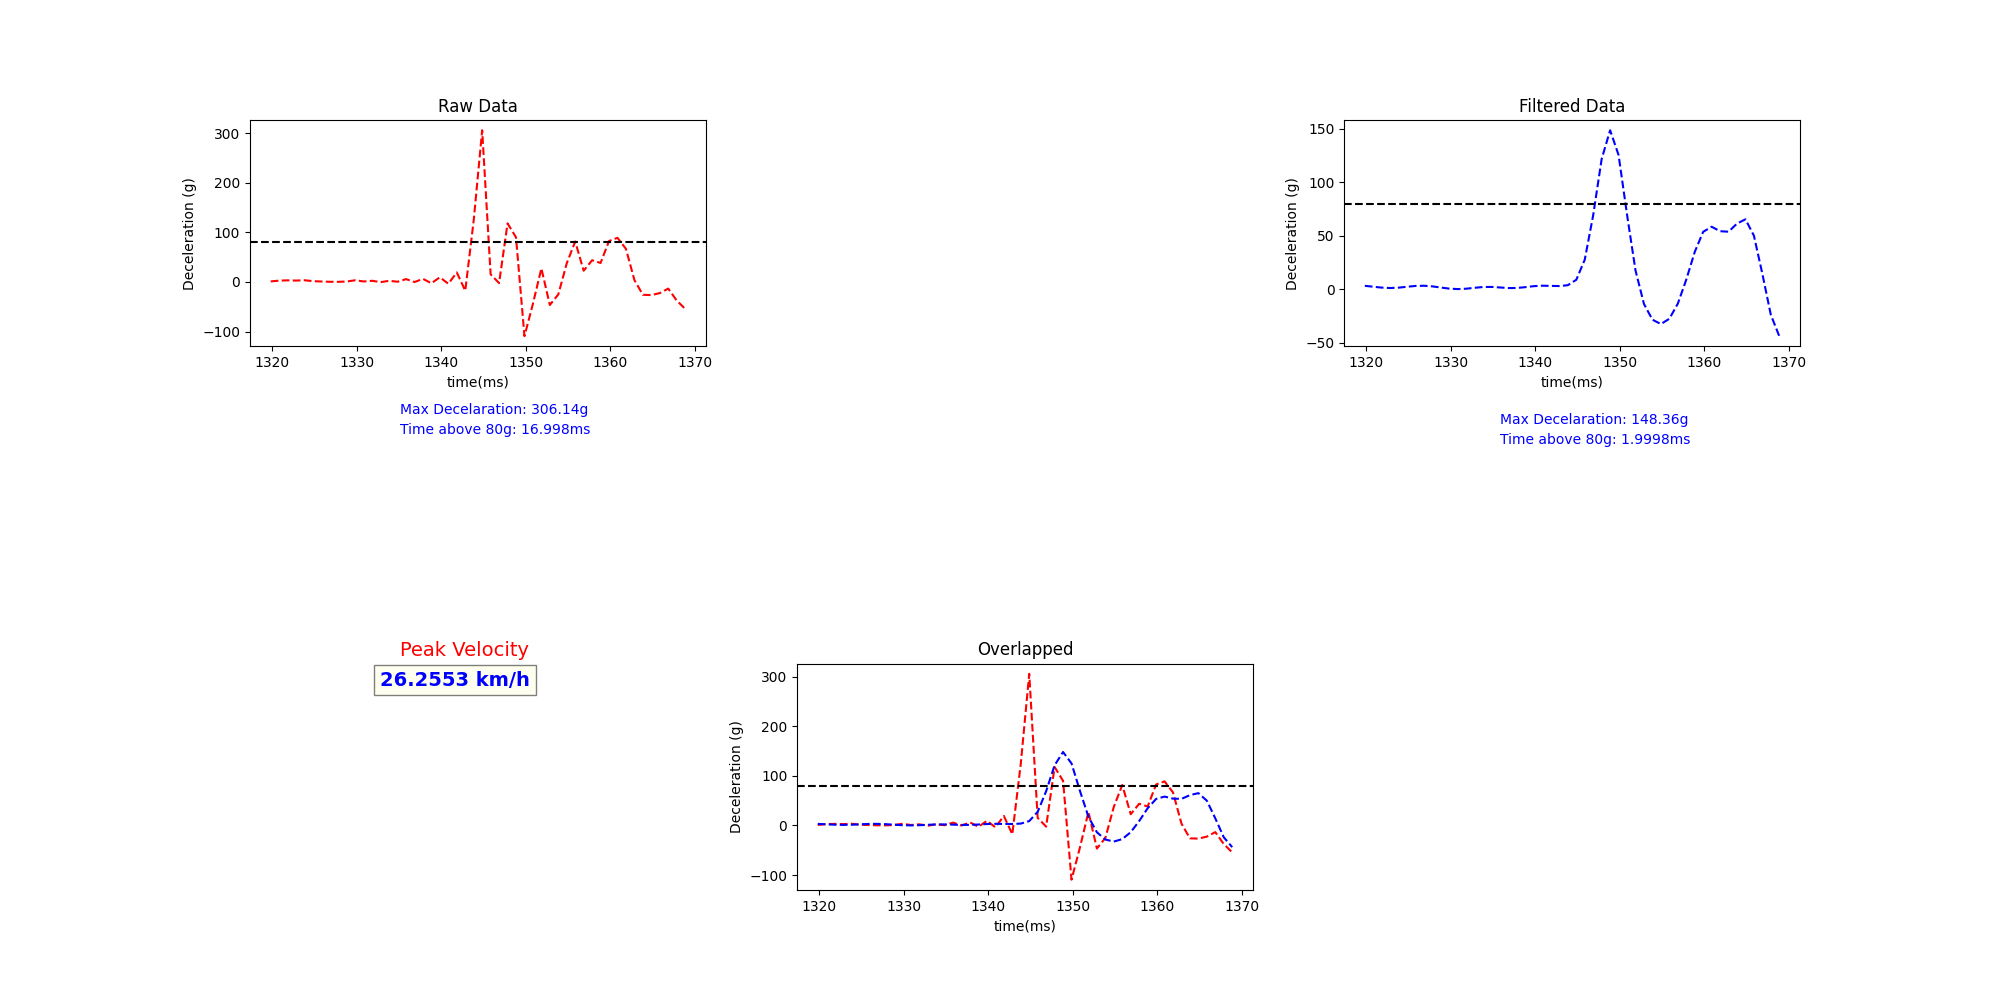 Raw Data
Deceleration (g)
300
200
100
0
−100
1320 1330 1340 1350 1360 1370
time(ms)
Max Decelaration: 306.14g
Time above 80g: 16.998ms
Filtered Data
Deceleration (g)
150
100
50
0
−50
1320 1330 1340 1350 1360 1370
time(ms)
Max Decelaration: 148.36g
Time above 80g: 1.9998ms
Peak Velocity
26.2553 km/h
Overlapped
Deceleration (g)
300
200
100
0
−100
1320 1330 1340 1350 1360 1370
time(ms)